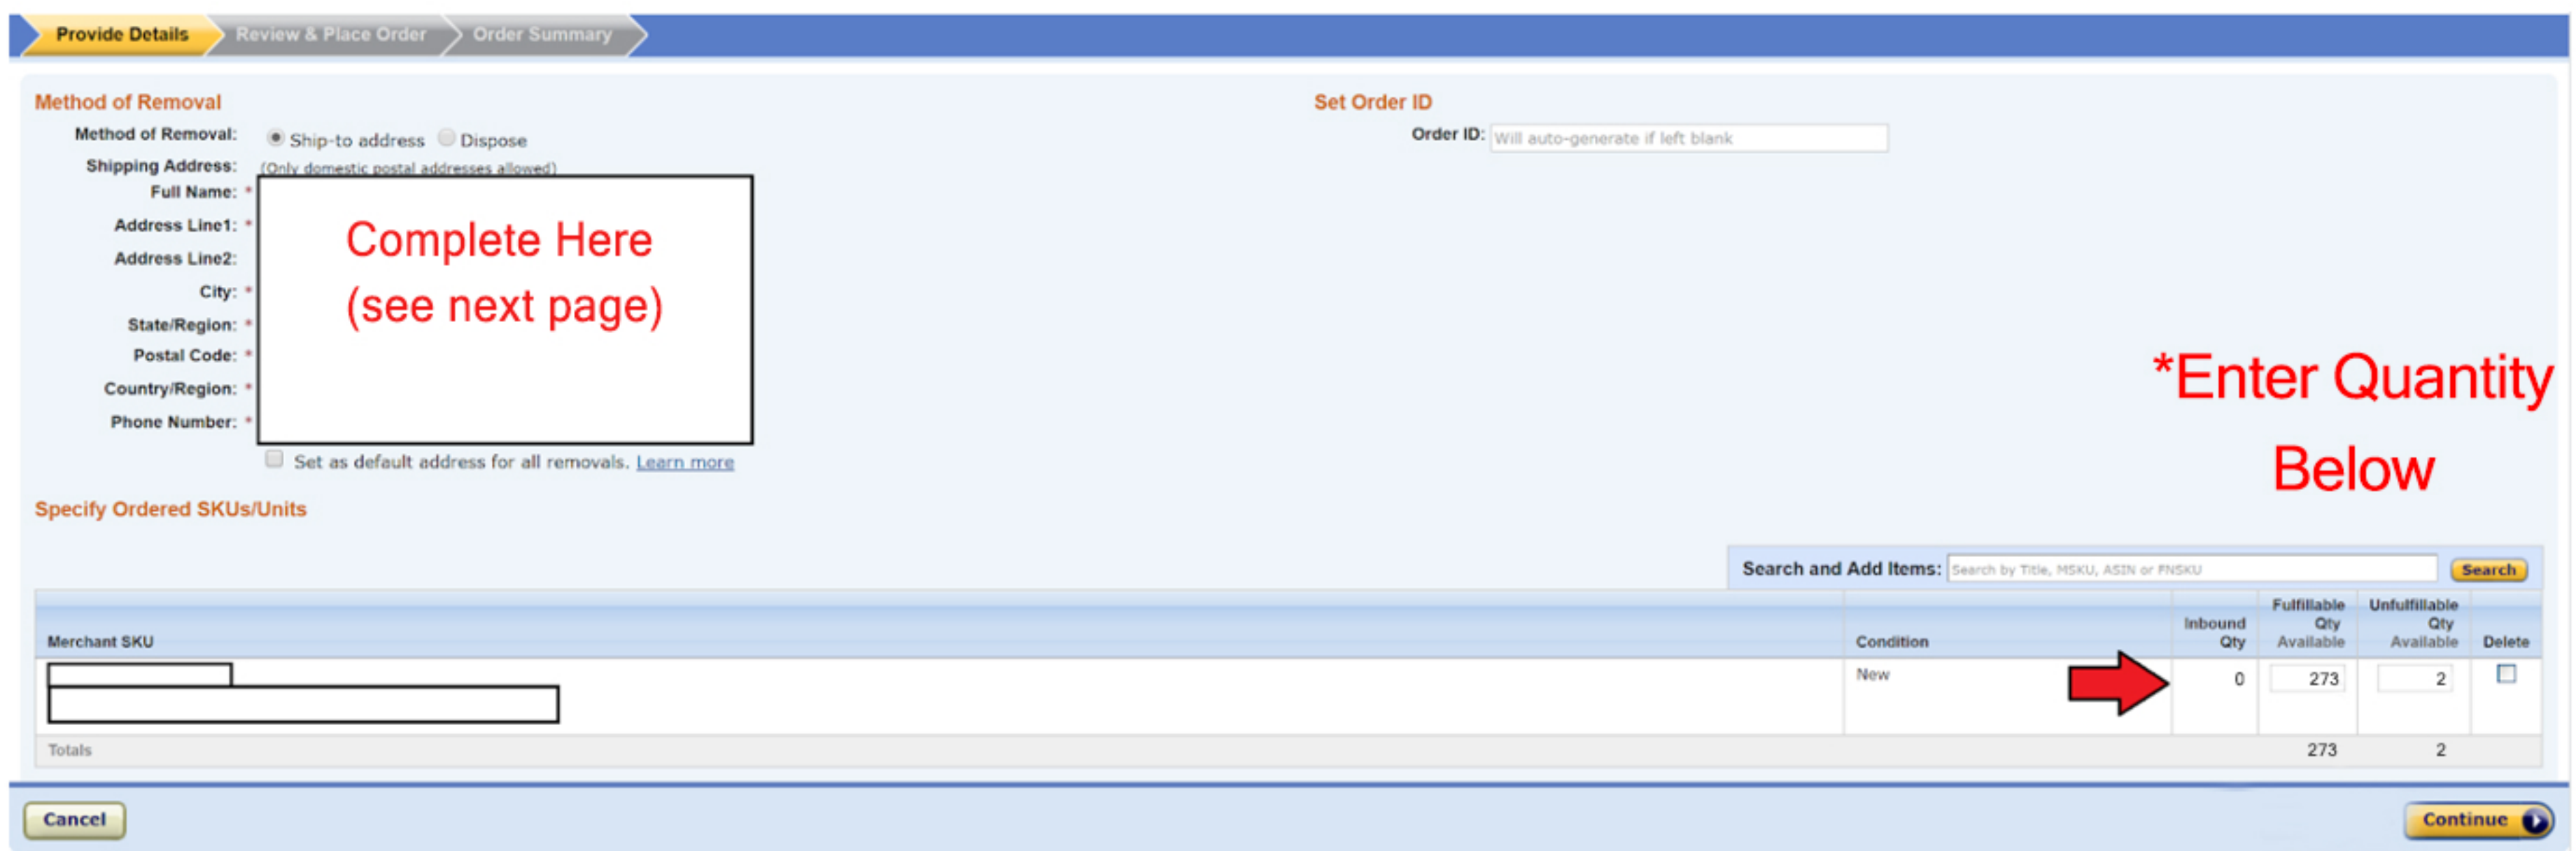 Provide Details
Review & Place Order
Order Summary
Method of Removal
Method of Removal: Ship-to address Dispose
Shipping Address: (Only domestic postal addresses allowed)
Full Name: *
Address Line1: *
Address Line2:
City: *
State/Region: *
Postal Code: *
Country/Region: *
Phone Number: *
Complete Here
(see next page)
Set as default address for all removals. Learn more
Set Order ID
Order ID: Will auto-generate if left blank
*Enter Quantity
Below
Specify Ordered SKUs/Units
Search and Add Items: Search by Title, MSKU, ASIN or FNSKU Search
Merchant SKU
Condition
Inbound
Qty
Fulfillable
Qty
Available
Unfulfillable
Qty
Available
Delete
New 0 273 2
Totals 273 2
Cancel
Continue